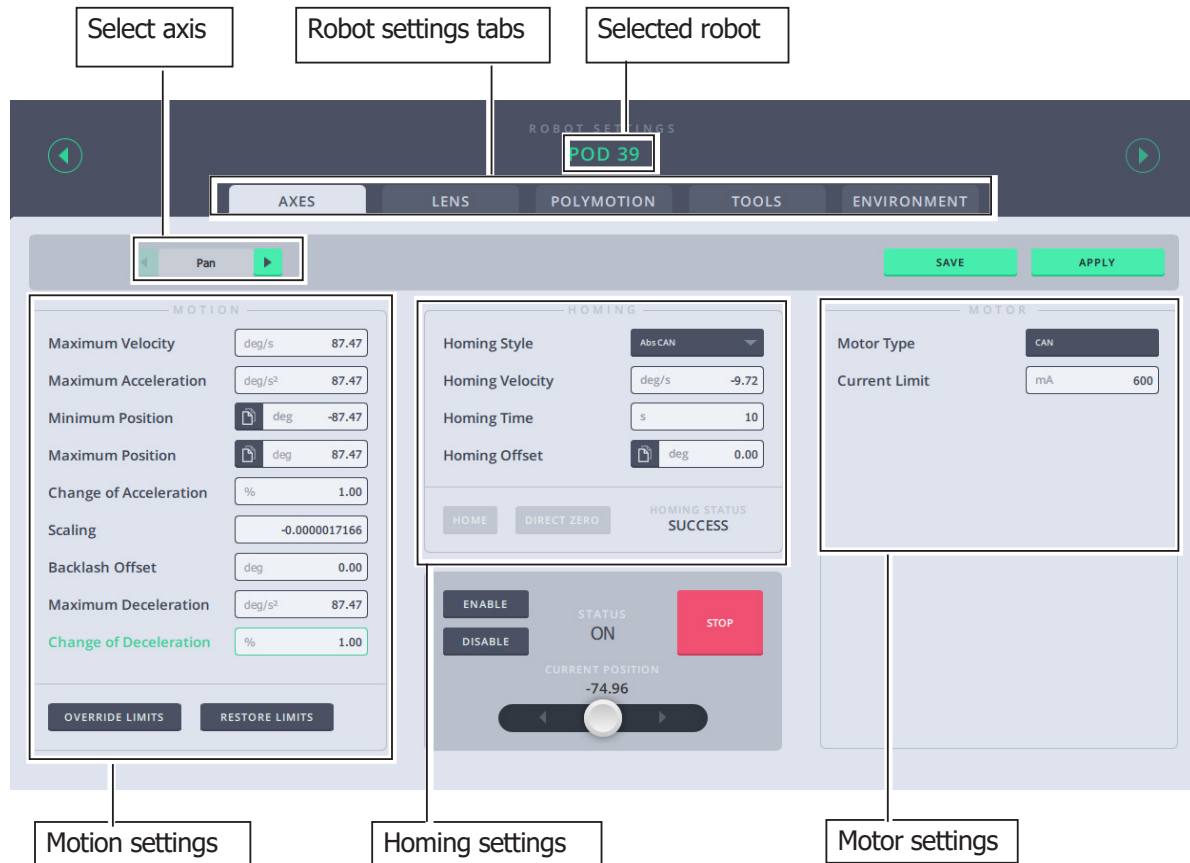 Select axis
Robot settings tabs
Selected robot
ROBOT SETTINGS
POD 39
AXES
LENS
POLYMOTION
TOOLS
ENVIRONMENT
Pan
SAVE
APPLY
MOTION
Maximum Velocity deg/s 87.47
Maximum Acceleration deg/s² 87.47
Minimum Position deg -87.47
Maximum Position deg 87.47
Change of Acceleration % 1.00
Scaling -0.0000017166
Backlash Offset deg 0.00
Maximum Deceleration deg/s² 87.47
Change of Deceleration % 1.00
OVERRIDE LIMITS
RESTORE LIMITS
HOMING
Homing Style Abs CAN
Homing Velocity deg/s -9.72
Homing Time s 10
Homing Offset deg 0.00
HOME
DIRECT ZERO
HOMING STATUS
SUCCESS
ENABLE
DISABLE
STATUS
ON
STOP
CURRENT POSITION
-74.96
MOTOR
Motor Type CAN
Current Limit mA 600
Motion settings
Homing settings
Motor settings